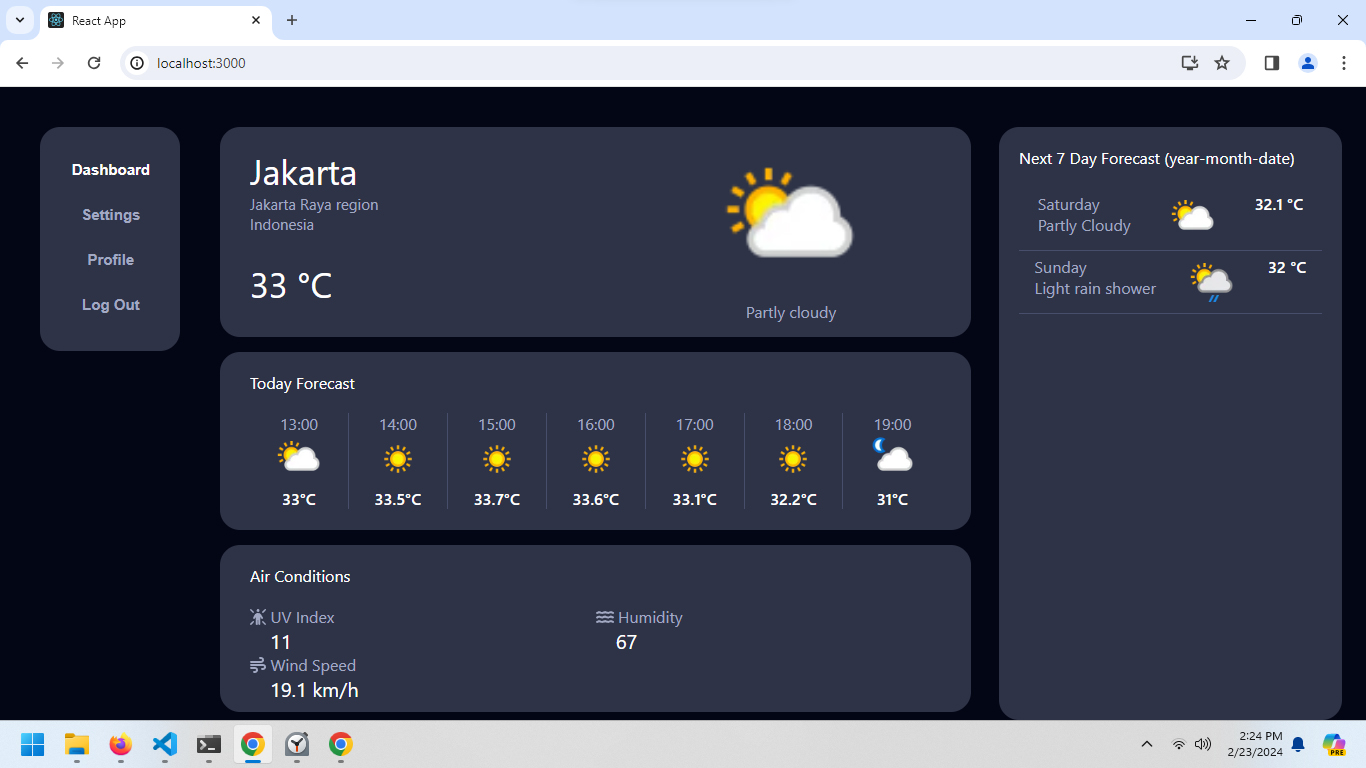 React App
localhost:3000
Dashboard
Settings
Profile
Log Out
Jakarta
Jakarta Raya region
Indonesia
33 °C
Partly cloudy
Today Forecast
13:00 14:00 15:00 16:00 17:00 18:00 19:00
33°C 33.5°C 33.7°C 33.6°C 33.1°C 32.2°C 31°C
Air Conditions
UV Index
11
Humidity
67
Wind Speed
19.1 km/h
Next 7 Day Forecast (year-month-date)
Saturday
Partly Cloudy
32.1 °C
Sunday
Light rain shower
32 °C
2:24 PM
2/23/2024
PRE